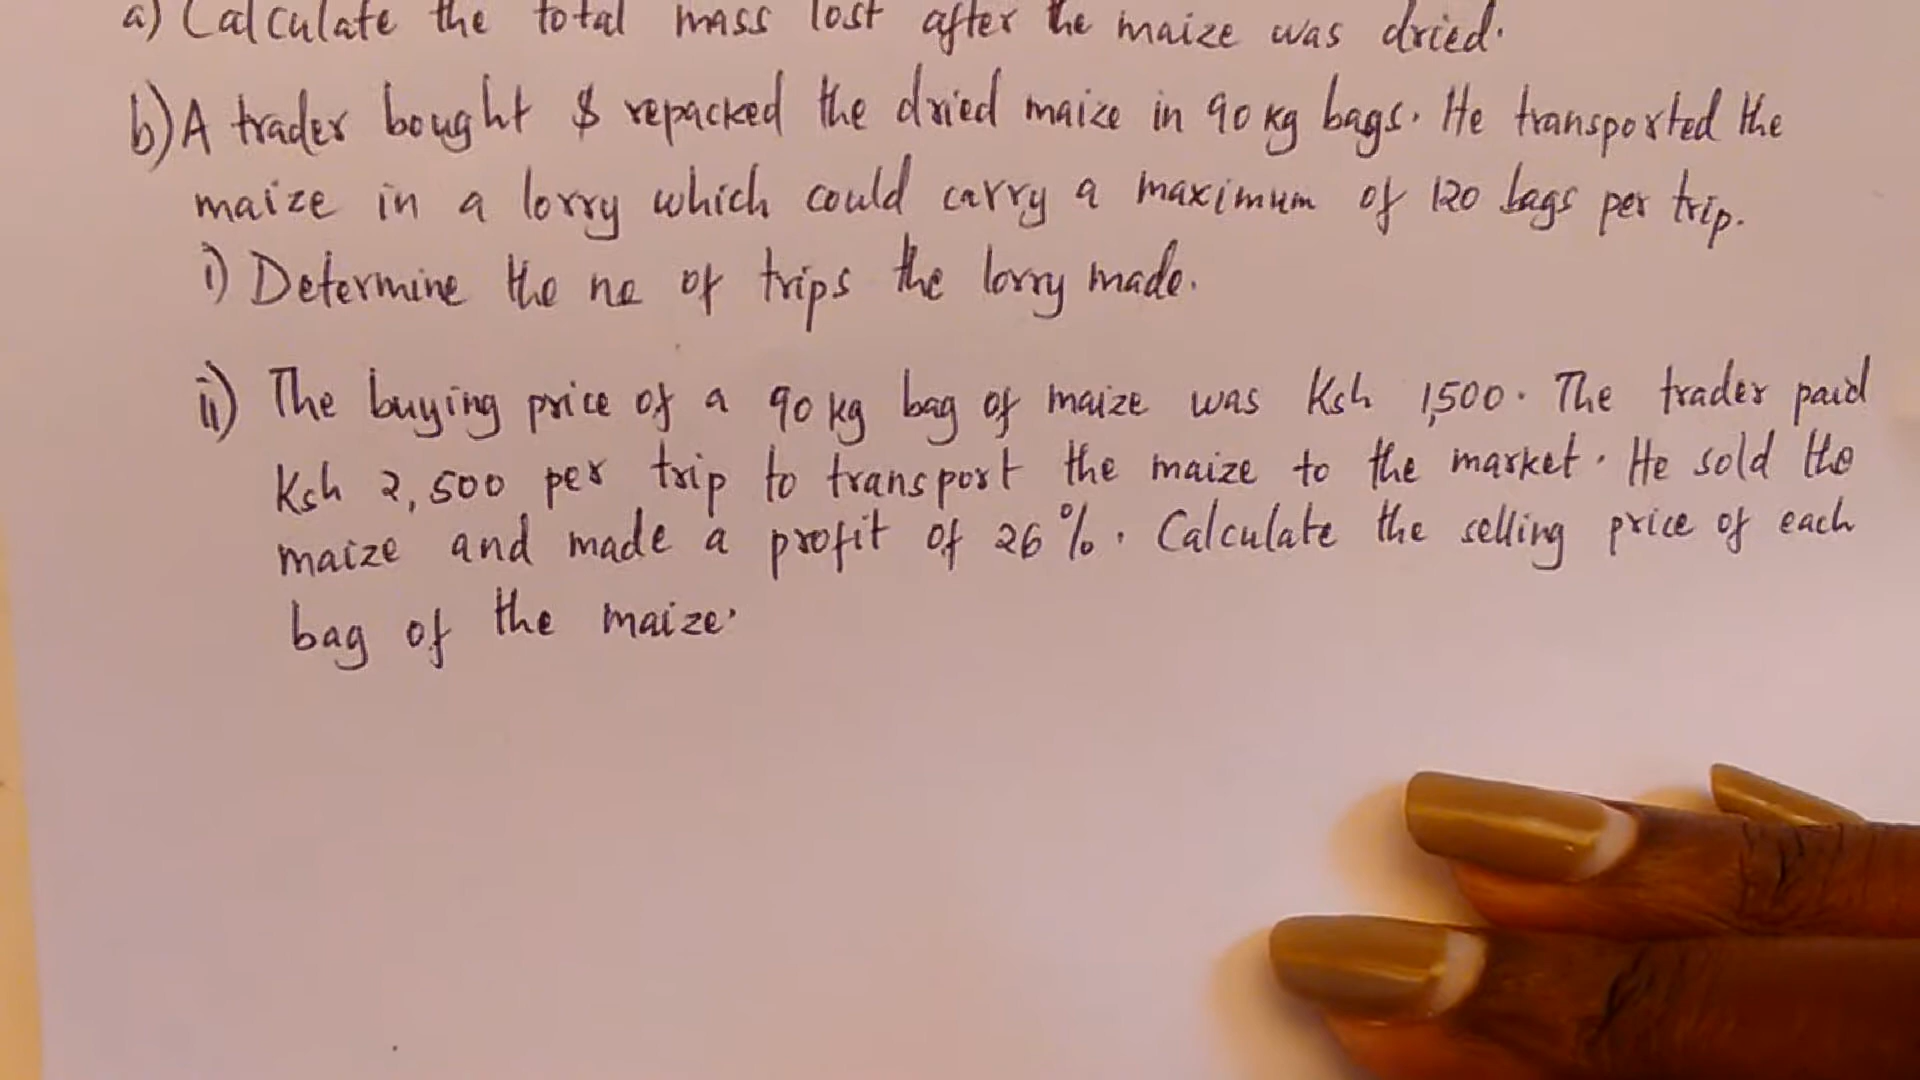 a) Calculate the total mass lost after the maize was dried.
b) A trader bought $ repacked the dried maize in 90 kg bags. He transported the
maize in a lorry which could carry a maximum of 120 bags per trip.
i) Determine the no of trips the lorry made.
ii) The buying price of a 90 kg bag of maize was Ksh 1,500. The trader paid
Ksh 2,500 per trip to transport the maize to the market. He sold the
maize and made a profit of 26%. Calculate the selling price of each
bag of the maize.